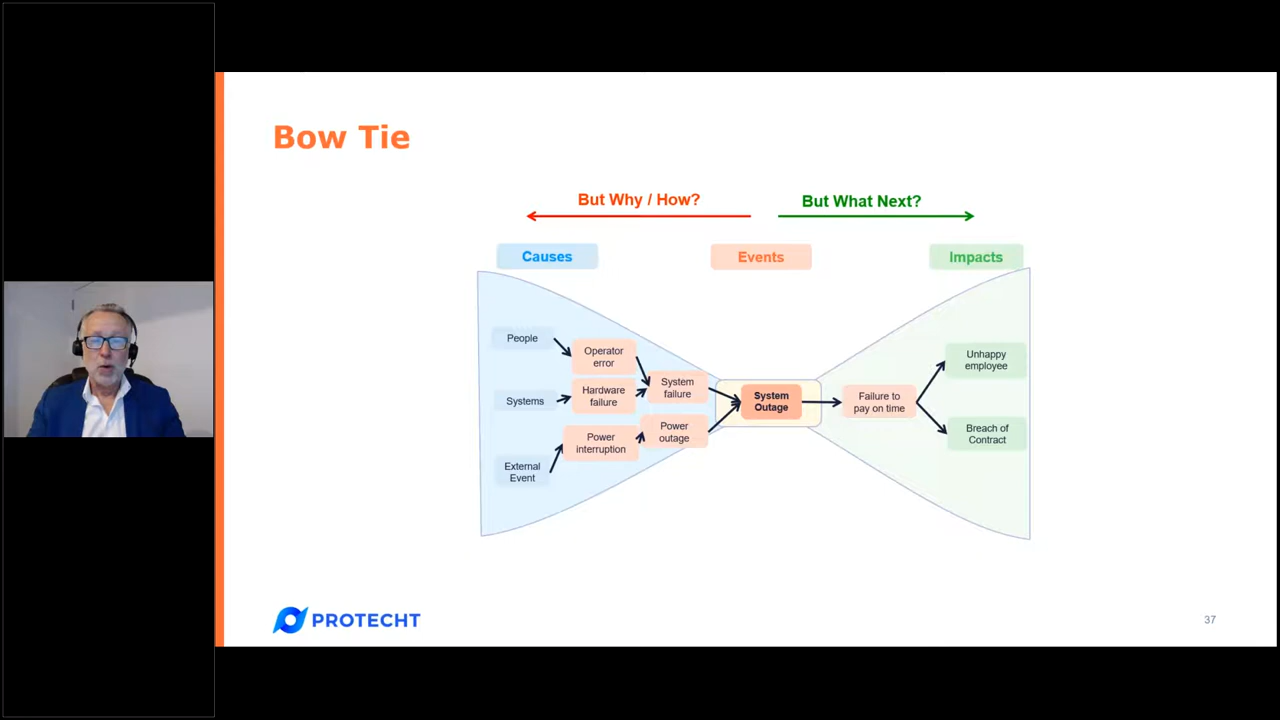 Bow Tie
But Why / How?
But What Next?
Causes
Events
Impacts
People
Operator
error
Systems
Hardware
failure
System
failure
External
Event
Power
interruption
Power
outage
System
Outage
Failure to
pay on time
Unhappy
employee
Breach of
Contract
PROTECHT
37